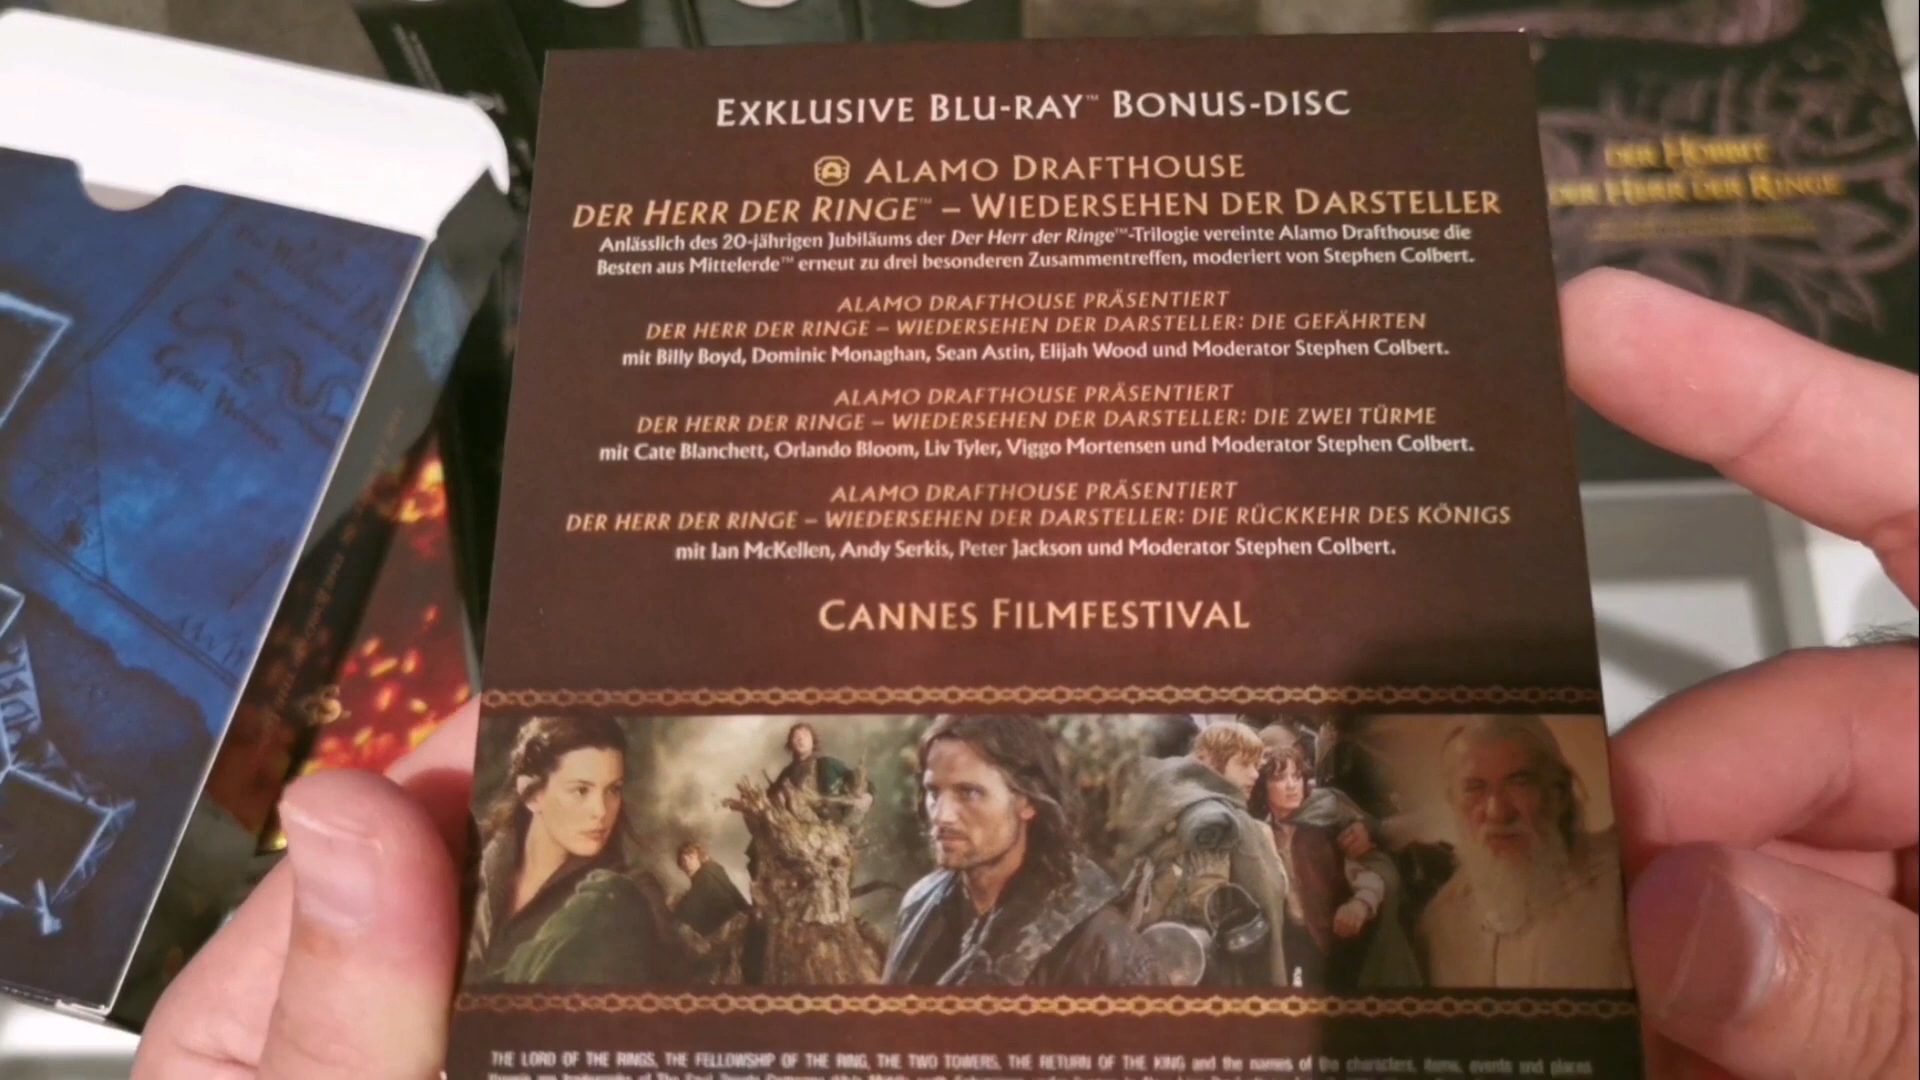 EXKLUSIVE BLU-RAY™ BONUS-DISC
ALAMO DRAFTHOUSE
DER HERR DER RINGE™ – WIEDERSEHEN DER DARSTELLER
Anlässlich des 20-jährigen Jubiläums der Der Herr der Ringe™-Trilogie vereinte Alamo Drafthouse die
Besten aus Mittelerde™ erneut zu drei besonderen Zusammentreffen, moderiert von Stephen Colbert.
ALAMO DRAFTHOUSE PRÄSENTIERT
DER HERR DER RINGE – WIEDERSEHEN DER DARSTELLER: DIE GEFÄHRTEN
mit Billy Boyd, Dominic Monaghan, Sean Astin, Elijah Wood und Moderator Stephen Colbert.
ALAMO DRAFTHOUSE PRÄSENTIERT
DER HERR DER RINGE – WIEDERSEHEN DER DARSTELLER: DIE ZWEI TÜRME
mit Cate Blanchett, Orlando Bloom, Liv Tyler, Viggo Mortensen und Moderator Stephen Colbert.
ALAMO DRAFTHOUSE PRÄSENTIERT
DER HERR DER RINGE – WIEDERSEHEN DER DARSTELLER: DIE RÜCKKEHR DES KÖNIGS
mit Ian McKellen, Andy Serkis, Peter Jackson und Moderator Stephen Colbert.
CANNES FILMFESTIVAL
THE LORD OF THE RINGS, THE FELLOWSHIP OF THE RING, THE TWO TOWERS, THE RETURN OF THE KING and the names of the characters, items, events and places
DER HOBBIT
DER HERR DER RINGE